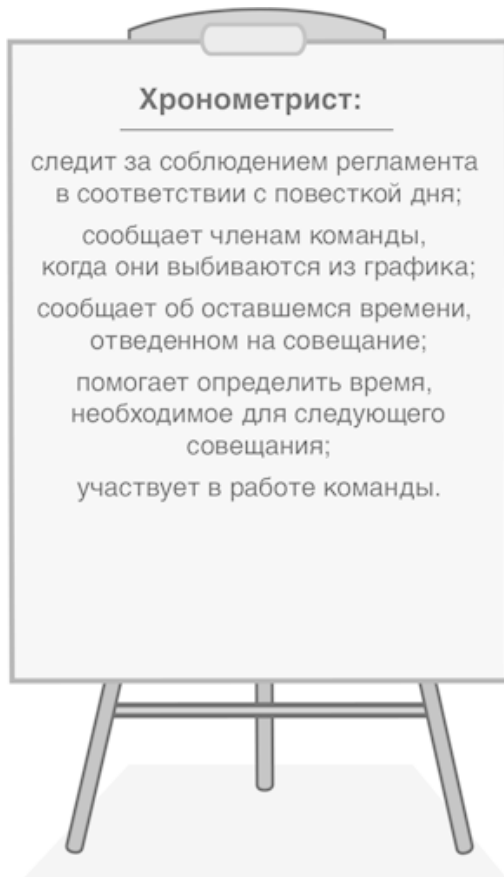 Хронометрист:
следит за соблюдением регламента
в соответствии с повесткой дня;
сообщает членам команды,
когда они выбиваются из графика;
сообщает об оставшемся времени,
отведенном на совещание;
помогает определить время,
необходимое для следующего
совещания;
участвует в работе команды.